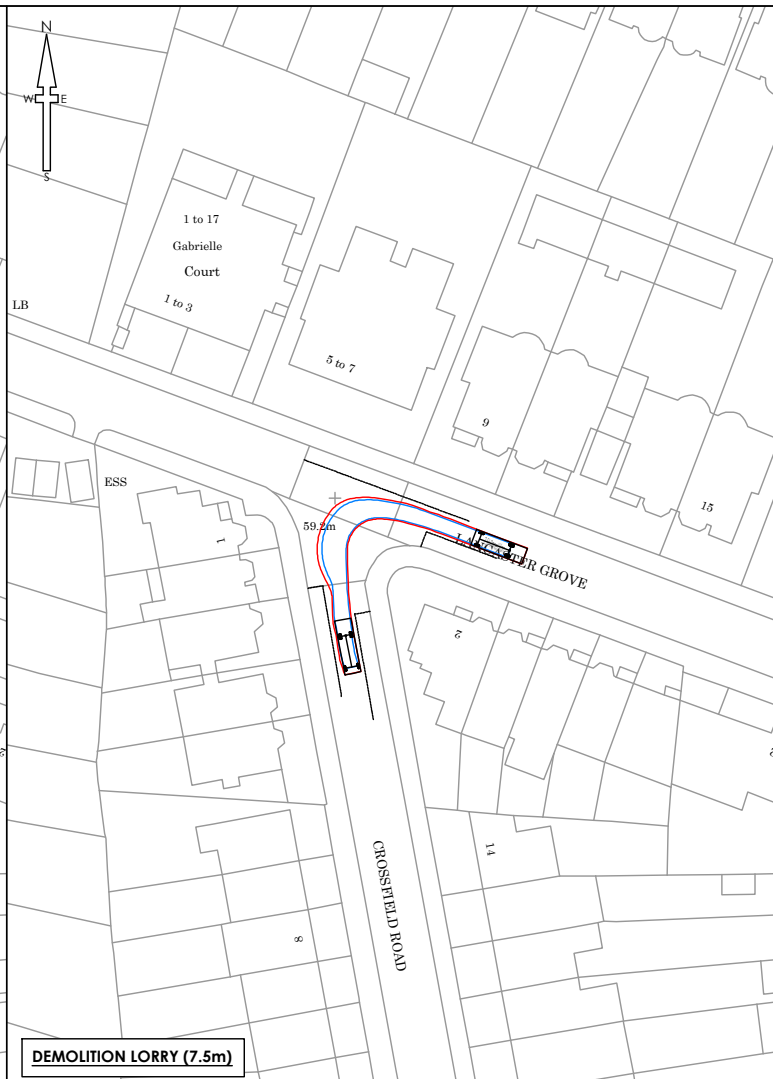 N
W E
S
1 to 17
Gabrielle
Court
1 to 3
LB
5 to 7
9
15
ESS
1
59.2m
LANCASTER GROVE
2
CROSSFIELD ROAD
14
8
DEMOLITION LORRY (7.5m)